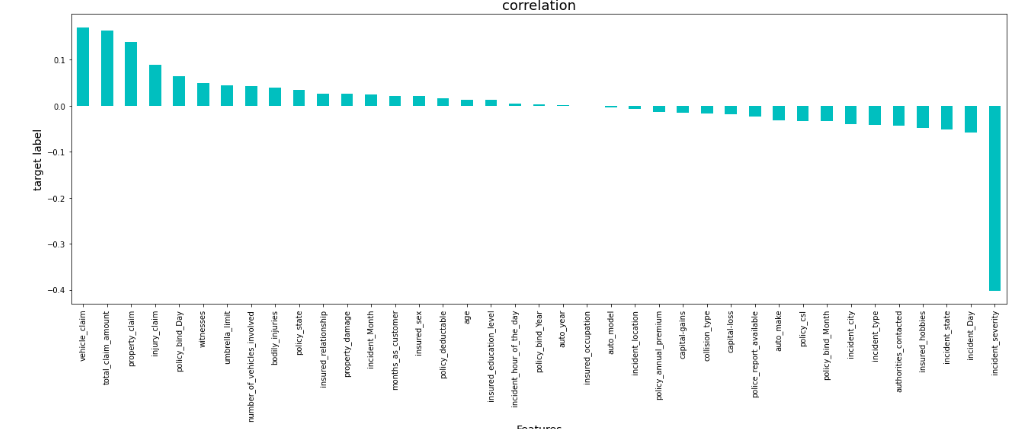 correlation
target label
0.1
0.0
−0.1
−0.2
−0.3
−0.4
vehicle_claim
total_claim_amount
property_claim
injury_claim
policy_bind_Day
witnesses
umbrella_limit
number_of_vehicles_involved
bodily_injuries
policy_state
insured_relationship
property_damage
incident_Month
months_as_customer
insured_sex
policy_deductable
age
insured_education_level
incident_hour_of_the_day
policy_bind_Year
auto_year
insured_occupation
auto_model
incident_location
policy_annual_premium
capital-gains
collision_type
capital-loss
police_report_available
auto_make
policy_csl
policy_bind_Month
incident_city
incident_type
authorities_contacted
insured_hobbies
incident_state
incident_Day
incident_severity
Features